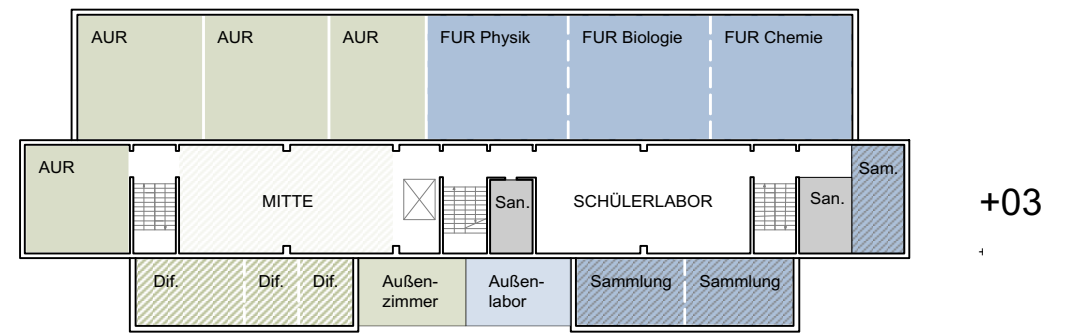 AUR AUR AUR FUR Physik FUR Biologie FUR Chemie
AUR Sam.
MITTE San. SCHÜLERLABOR San. +03
Dif. Dif. Dif. Außen- Außen- Sammlung Sammlung
zimmer labor